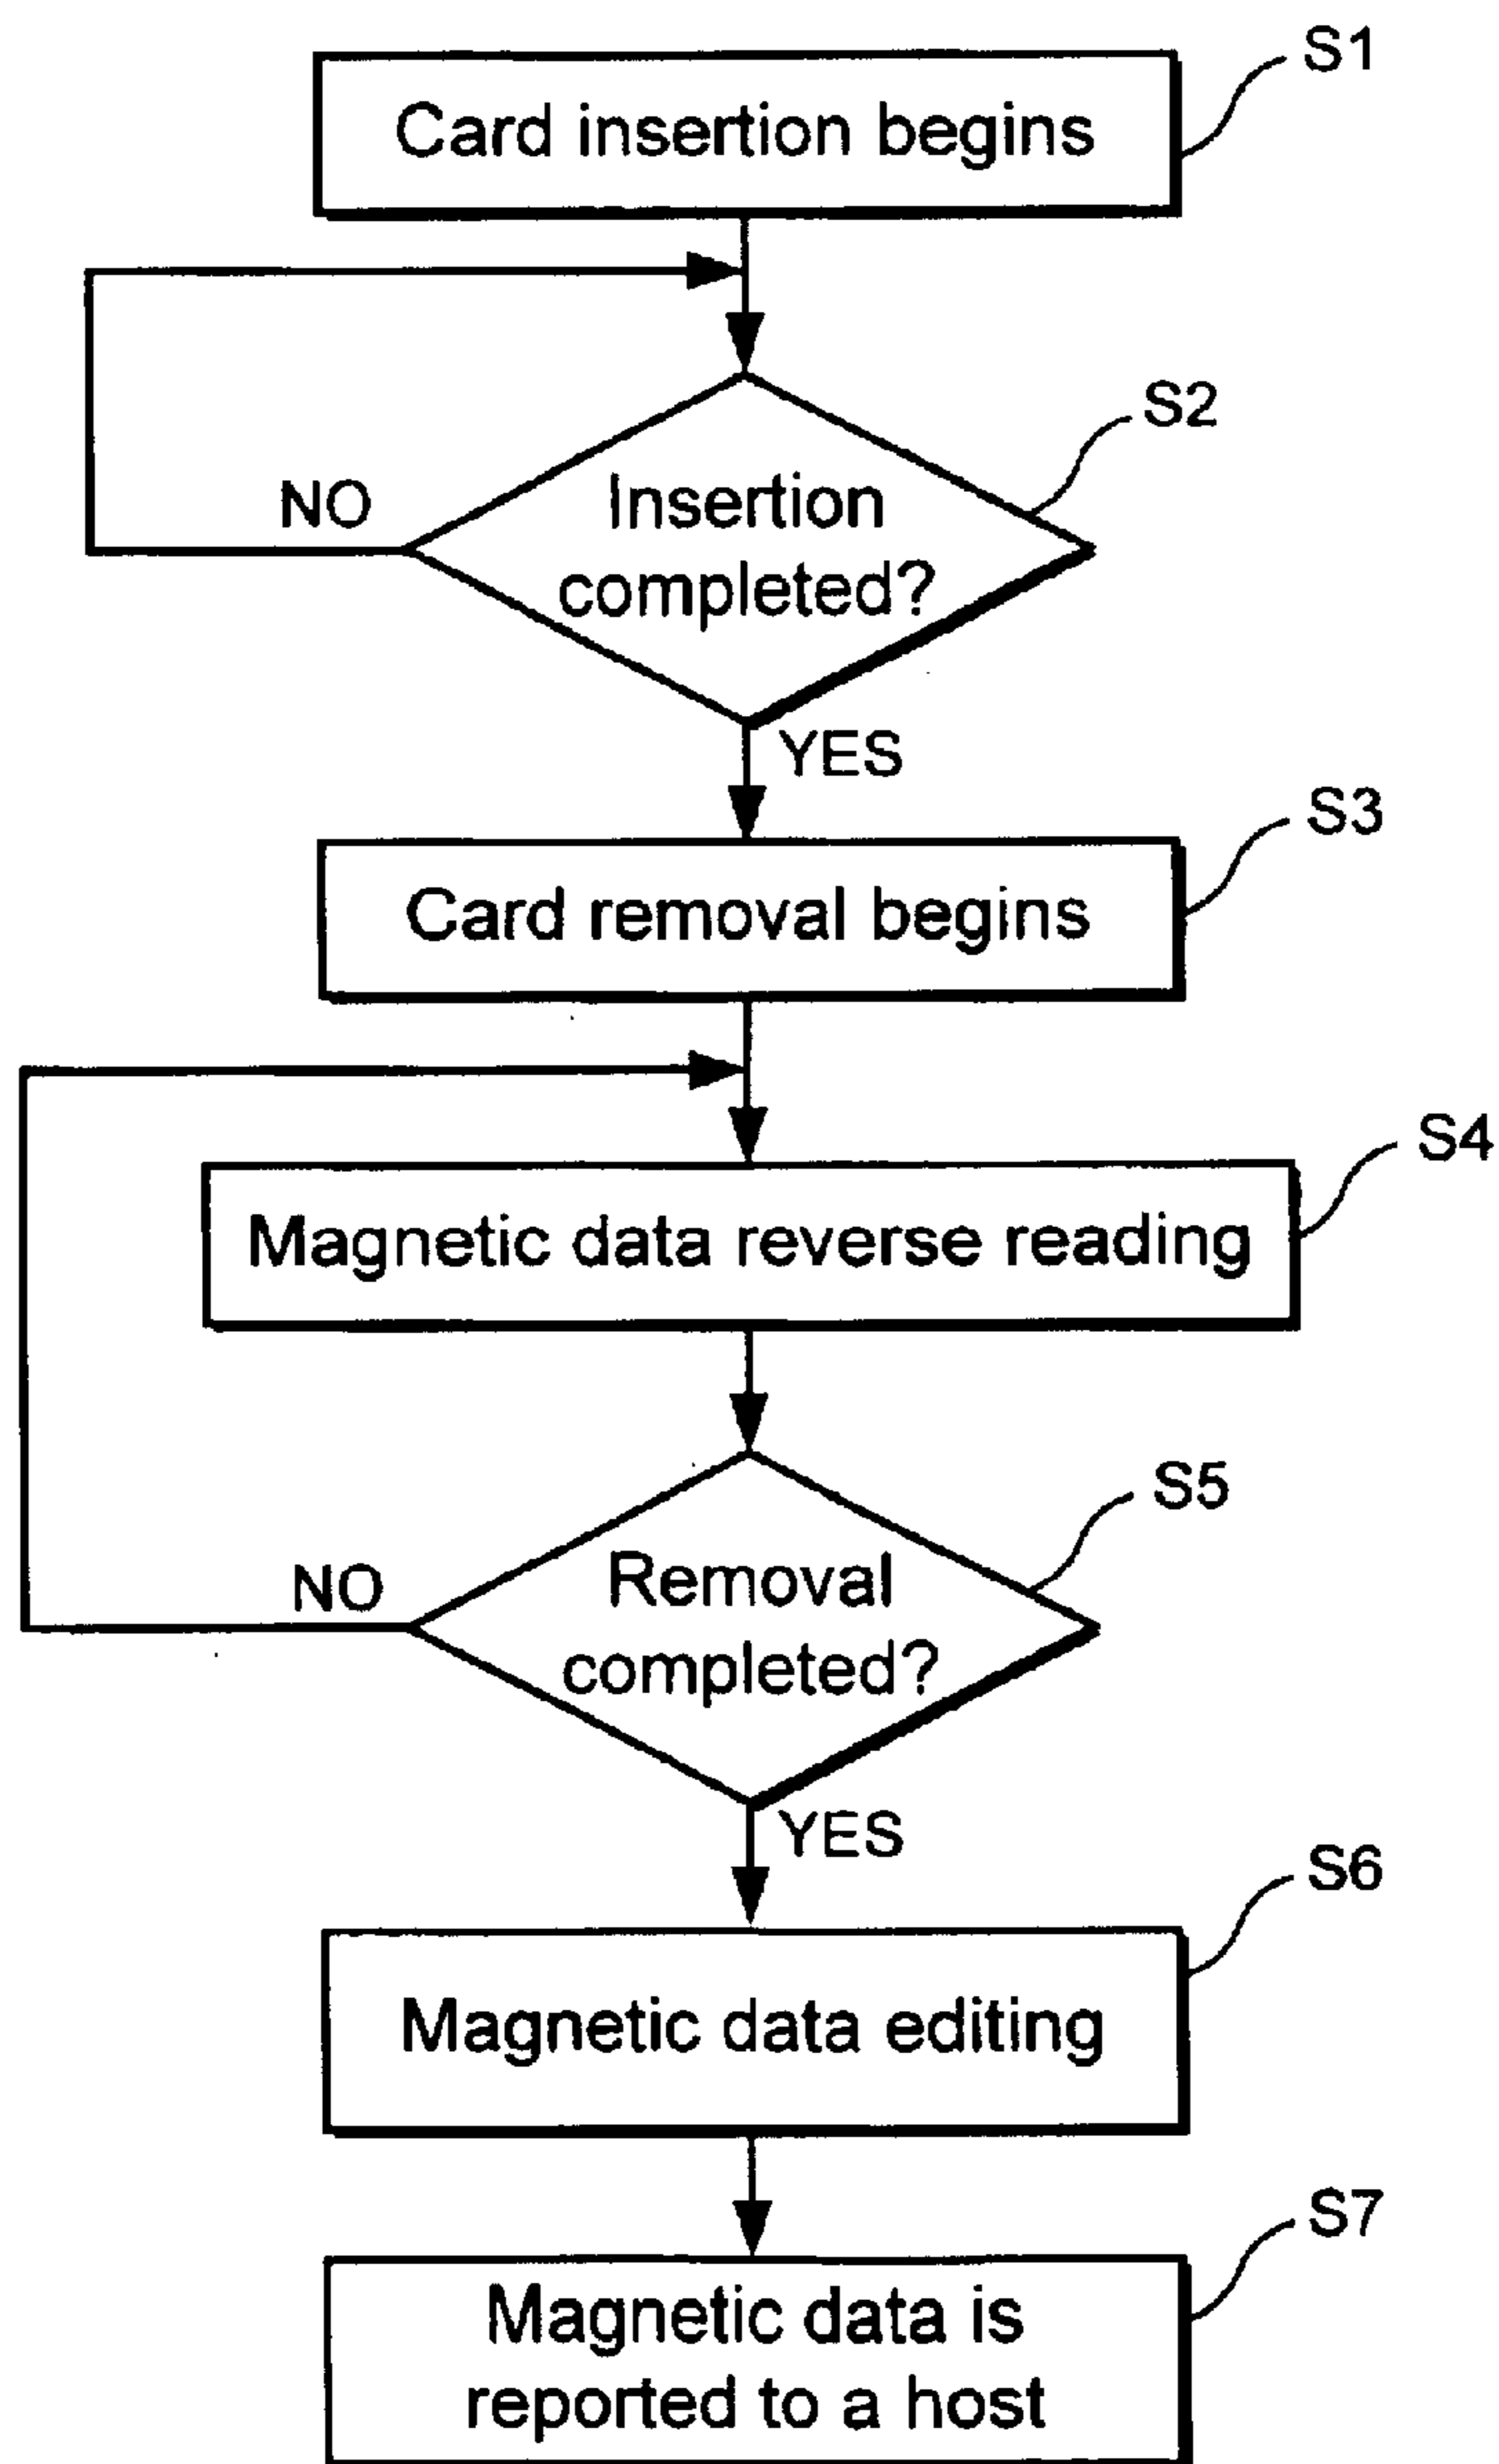 S1
Card insertion begins
S2
NO
Insertion
completed?
YES
S3
Card removal begins
S4
Magnetic data reverse reading
S5
NO
Removal
completed?
YES
S6
Magnetic data editing
S7
Magnetic data is
reported to a host